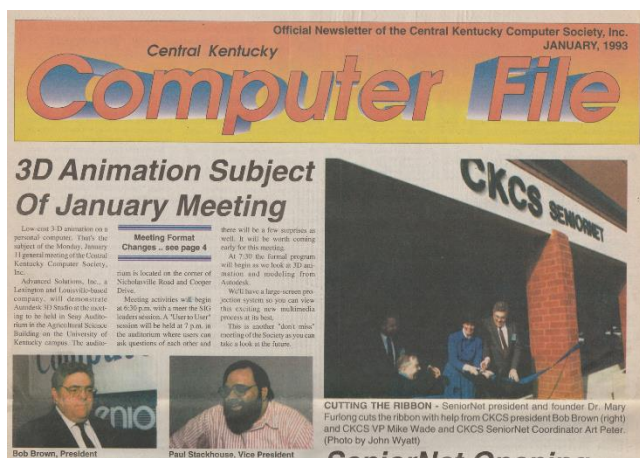 Official Newsletter of the Central Kentucky Computer Society, Inc.
JANUARY, 1993
Central Kentucky
Computer File
3D Animation Subject
Of January Meeting
Low cost 3-D animation on a
personal computer. That's the
subject of the Monday, January
11 general meeting of the Central
Kentucky Computer Society,
Inc.
Advanced Solutions, Inc., a
Lexington and Louisville-based
company, will demonstrate
Autodesk 3D Studio at the meet-
ing to be held in Seay Audito-
rium in the Agricultural Science
Building on the University of
Kentucky campus. The audito-
Meeting Format
Changes .. see page 4
rium is located on the corner of
Nicholasville Road and Cooper
Drive.
Meeting activities will begin
at 6:30 p.m. with a meet the SIG
leaders session. A "User to User"
session will be held at 7 p.m. in
the auditorium where users can
ask questions of each other and
there will be a few surprises as
well. It will be worth coming
early for this meeting.
At 7:30 the formal program
will begin as we look at 3D ani-
mation and modeling from
Autodesk.
We'll have a large-screen pro-
jection system so you can view
this exciting new multimedia
process at its best.
This is another "don't miss"
meeting of the Society as you can
take a look at the future.
CKCS SENIORNET
CUTTING THE RIBBON - SeniorNet president and founder Dr. Mary
Furlong cuts the ribbon with help from CKCS president Bob Brown (right)
and CKCS VP Mike Wade and CKCS SeniorNet Coordinator Art Peter.
(Photo by John Wyatt)
Bob Brown, President
Paul Stackhouse, Vice President
SeniorNet Opening